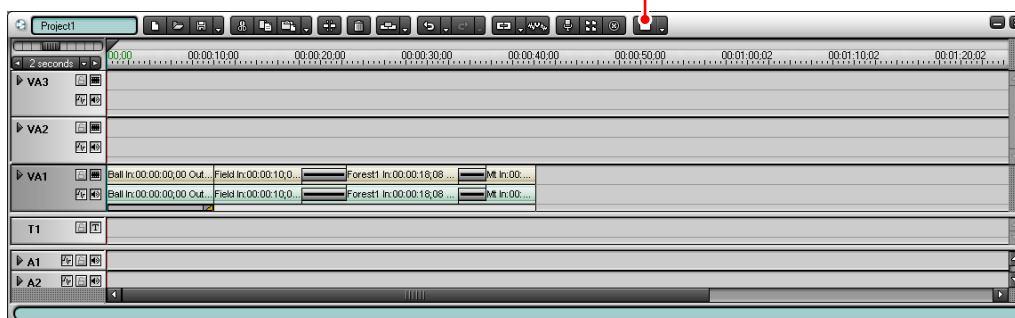 Project1
2 seconds
00;00 00:00:10;00 00:00:20;00 00:00:30;00 00:00:40;00 00:00:50;00 00:01:00;02 00:01:10;02 00:01:20;02
VA3
VA2
VA1
Ball In:00:00:00;00 Out... Field In:00:00:10;0... Forest1 In:00:00:18;08 ... Mt In:00:...
Ball In:00:00:00;00 Out... Field In:00:00:10;0... Forest1 In:00:00:18;08 ... Mt In:00:...
T1 T
A1
A2